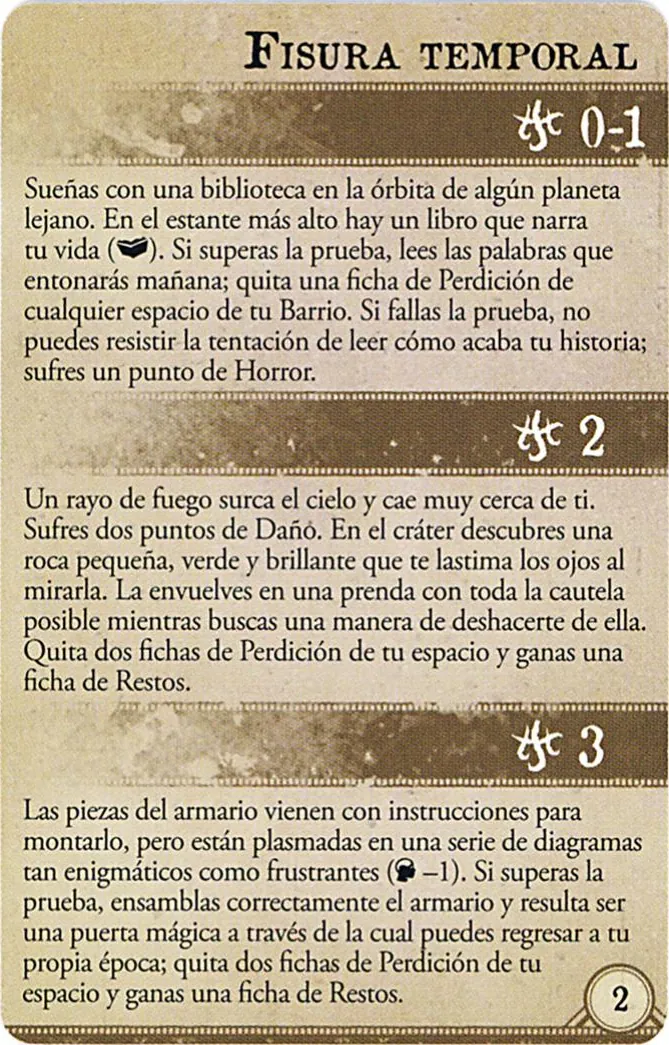 FISURA TEMPORAL
0-1
Sueñas con una biblioteca en la órbita de algún planeta
lejano. En el estante más alto hay un libro que narra
tu vida (). Si superas la prueba, lees las palabras que
entonarás mañana; quita una ficha de Perdición de
cualquier espacio de tu Barrio. Si fallas la prueba, no
puedes resistir la tentación de leer cómo acaba tu historia;
sufres un punto de Horror.
2
Un rayo de fuego surca el cielo y cae muy cerca de ti.
Sufres dos puntos de Daño. En el cráter descubres una
roca pequeña, verde y brillante que te lastima los ojos al
mirarla. La envuelves en una prenda con toda la cautela
posible mientras buscas una manera de deshacerte de ella.
Quita dos fichas de Perdición de tu espacio y ganas una
ficha de Restos.
3
Las piezas del armario vienen con instrucciones para
montarlo, pero están plasmadas en una serie de diagramas
tan enigmáticos como frustrantes ( –1). Si superas la
prueba, ensamblas correctamente el armario y resulta ser
una puerta mágica a través de la cual puedes regresar a tu
propia época; quita dos fichas de Perdición de tu
espacio y ganas una ficha de Restos.
2